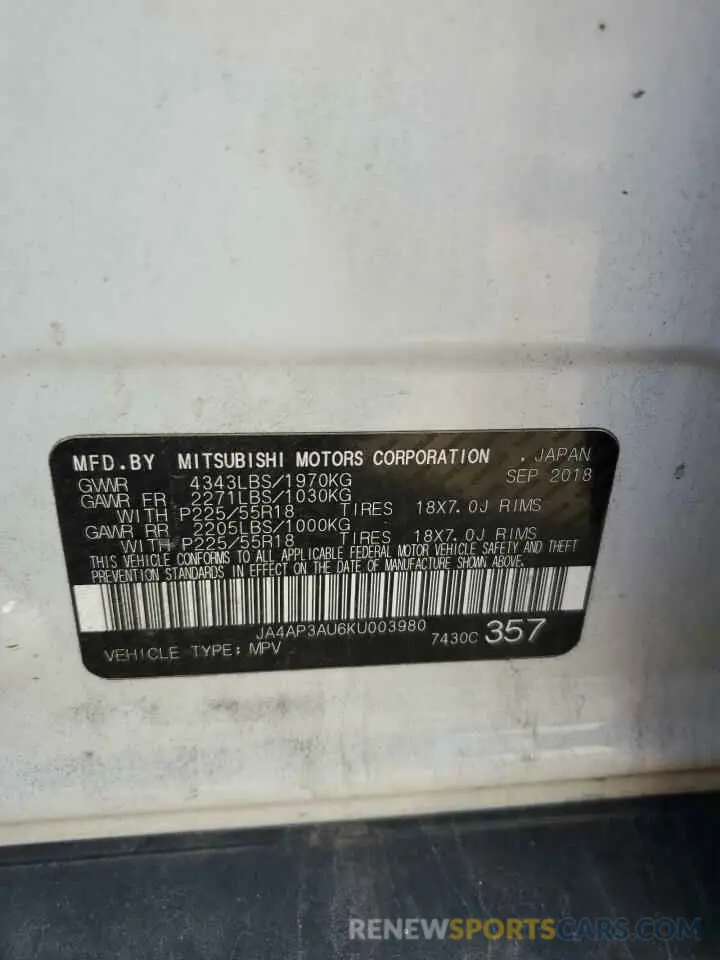 MFD.BY MITSUBISHI MOTORS CORPORATION . JAPAN
GVWR 4343LBS/1970KG SEP 2018
GAWR FR 2271LBS/1030KG
WITH P225/55R18 TIRES 18X7.0J RIMS
GAWR RR 2205LBS/1000KG
WITH P225/55R18 TIRES 18X7.0J RIMS
THIS VEHICLE CONFORMS TO ALL APPLICABLE FEDERAL MOTOR VEHICLE SAFETY AND THEFT
PREVENTION STANDARDS IN EFFECT ON THE DATE OF MANUFACTURE SHOWN ABOVE.
JA4AP3AU6KU003980
VEHICLE TYPE: MPV 7430C 357
RENEWSPORTSCARS.COM